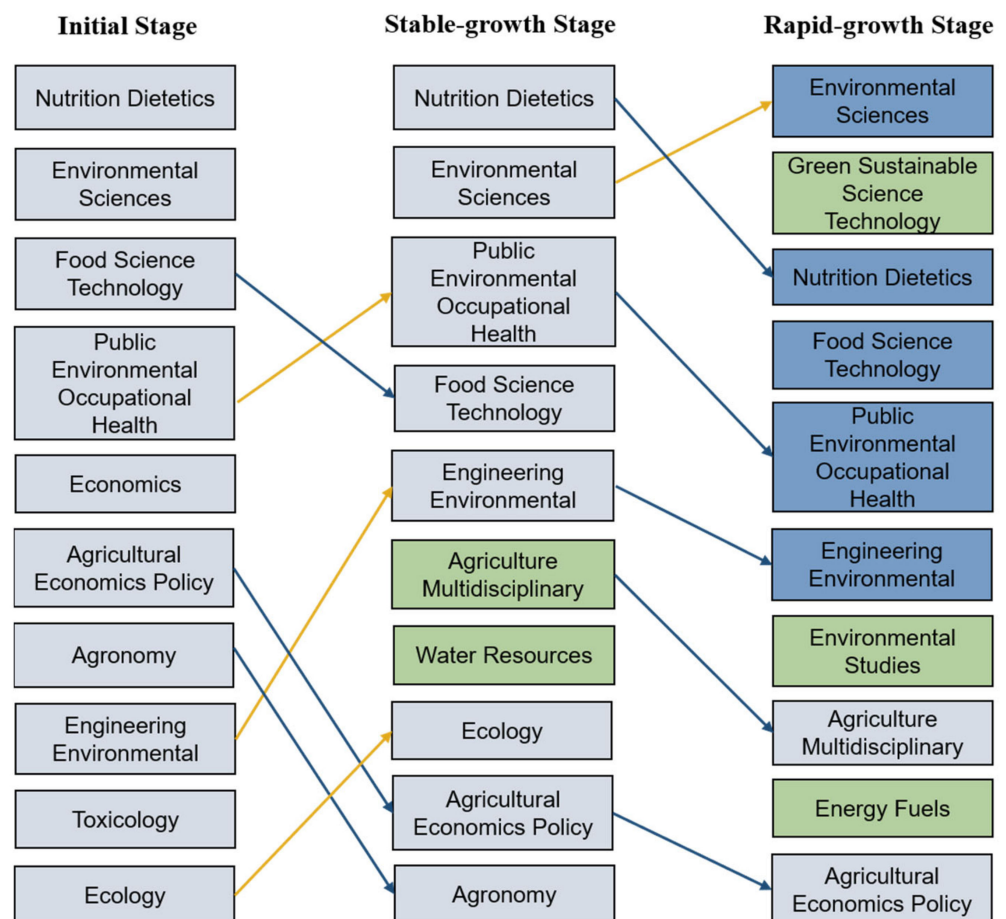 Initial Stage
Stable-growth Stage
Rapid-growth Stage
Nutrition Dietetics
Environmental
Sciences
Food Science
Technology
Public
Environmental
Occupational
Health
Economics
Agricultural
Economics Policy
Agronomy
Engineering
Environmental
Toxicology
Ecology
Nutrition Dietetics
Environmental
Sciences
Public
Environmental
Occupational
Health
Food Science
Technology
Engineering
Environmental
Agriculture
Multidisciplinary
Water Resources
Ecology
Agricultural
Economics Policy
Agronomy
Environmental
Sciences
Green Sustainable
Science
Technology
Nutrition Dietetics
Food Science
Technology
Public
Environmental
Occupational
Health
Engineering
Environmental
Environmental
Studies
Agriculture
Multidisciplinary
Energy Fuels
Agricultural
Economics Policy